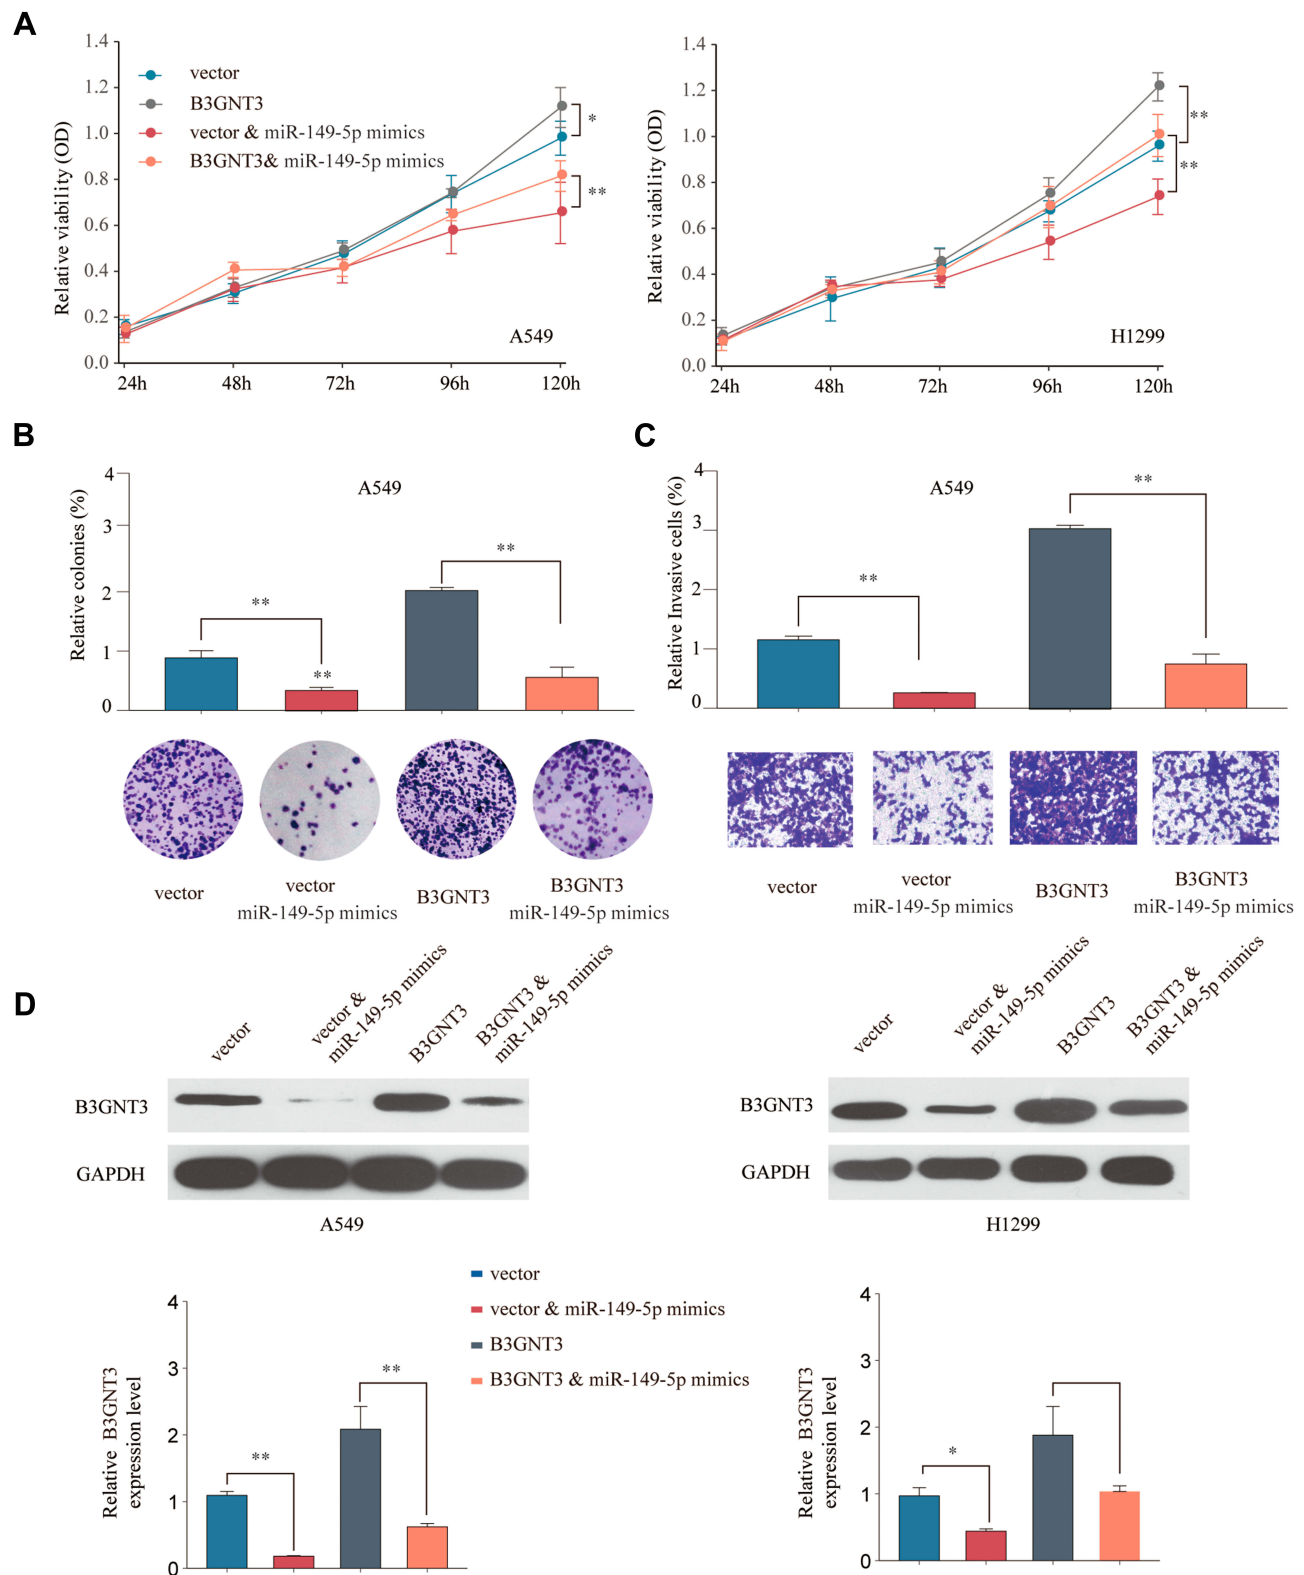 A
1.4
1.2
1.0
0.8
0.6
0.4
0.2
0.0
Relative viability (OD)
vector
B3GNT3
vector & miR-149-5p mimics
B3GNT3& miR-149-5p mimics
*
**
A549
24h 48h 72h 96h 120h
1.4
1.2
1.0
0.8
0.6
0.4
0.2
0.0
Relative viability (OD)
**
**
H1299
24h 48h 72h 96h 120h
B
4
3
2
1
0
Relative colonies (%)
A549
**
**
**
vector
vector
miR-149-5p mimics
B3GNT3
B3GNT3
miR-149-5p mimics
C
4
3
2
1
0
Relative Invasive cells (%)
A549
**
**
vector
vector
miR-149-5p mimics
B3GNT3
B3GNT3
miR-149-5p mimics
D
vector
vector &
miR-149-5p mimics
B3GNT3
B3GNT3 &
miR-149-5p mimics
B3GNT3
GAPDH
A549
vector
vector &
miR-149-5p mimics
B3GNT3
B3GNT3 &
miR-149-5p mimics
B3GNT3
GAPDH
H1299
4
3
2
1
0
Relative B3GNT3
expression level
**
**
vector
vector & miR-149-5p mimics
B3GNT3
B3GNT3 & miR-149-5p mimics
4
3
2
1
0
Relative B3GNT3
expression level
*